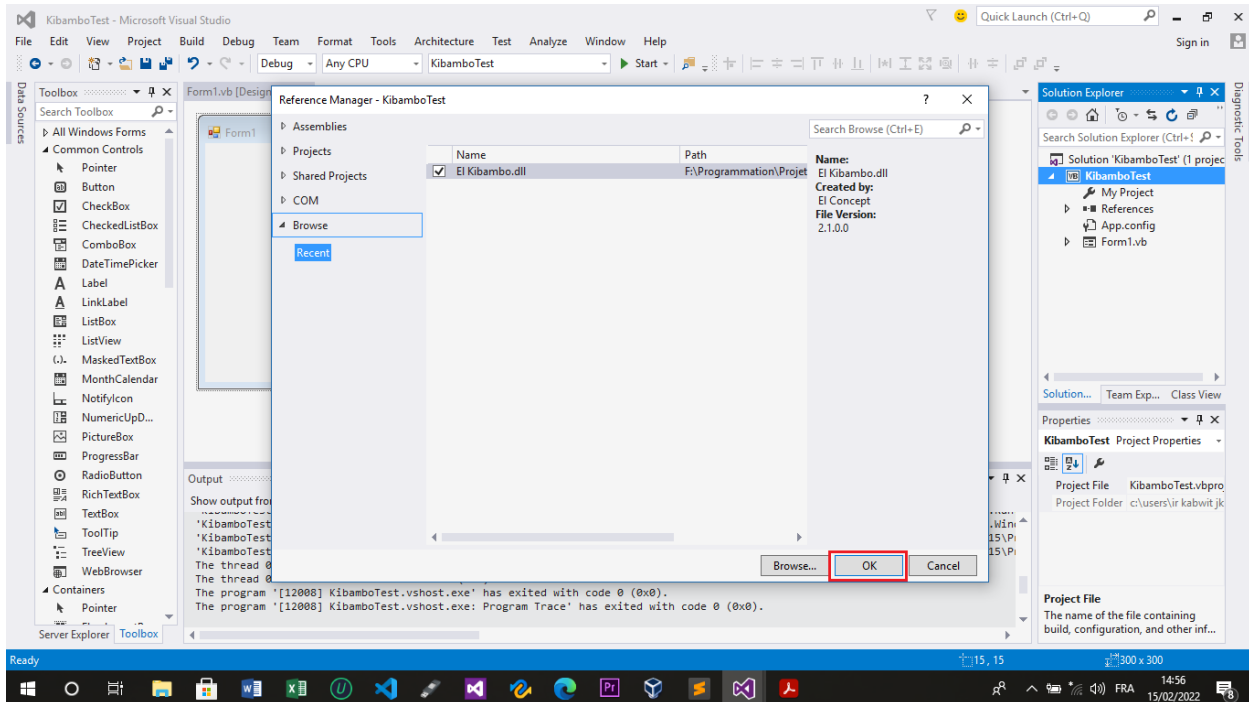 KibamboTest - Microsoft Visual Studio
Quick Launch (Ctrl+Q)
File Edit View Project Build Debug Team Format Tools Architecture Test Analyze Window Help
Sign in
Debug Any CPU KibamboTest Start
Data Sources
Toolbox
Search Toolbox
All Windows Forms
Common Controls
Pointer
Button
CheckBox
CheckedListBox
ComboBox
DateTimePicker
Label
LinkLabel
ListBox
ListView
MaskedTextBox
MonthCalendar
NotifyIcon
NumericUpD...
PictureBox
ProgressBar
RadioButton
RichTextBox
TextBox
ToolTip
TreeView
WebBrowser
Containers
Pointer
Server Explorer Toolbox
Form1.vb [Design
Form1
Reference Manager - KibamboTest
? X
Assemblies
Projects
Shared Projects
COM
Browse
Recent
Name Path
El Kibambo.dll F:\Programmation\Projet
Search Browse (Ctrl+E)
Name:
El Kibambo.dll
Created by:
El Concept
File Version:
2.1.0.0
Browse... OK Cancel
Output
Show output fro
'KibamboTest
'KibamboTest
'KibamboTest
The thread 0
The thread 0
The program '[12008] KibamboTest.vshost.exe' has exited with code 0 (0x0).
The program '[12008] KibamboTest.vshost.exe: Program Trace' has exited with code 0 (0x0).
Solution Explorer
Search Solution Explorer (Ctrl+
Solution 'KibamboTest' (1 projec
VB KibamboTest
My Project
References
App.config
Form1.vb
Solution... Team Exp... Class View
Properties
KibamboTest Project Properties
Project File KibamboTest.vbpro
Project Folder c:\users\ir kabwit jk
Project File
The name of the file containing
build, configuration, and other inf...
Diagnostic Tools
Ready
15 , 15
300 x 300
FRA
14:56
15/02/2022
8